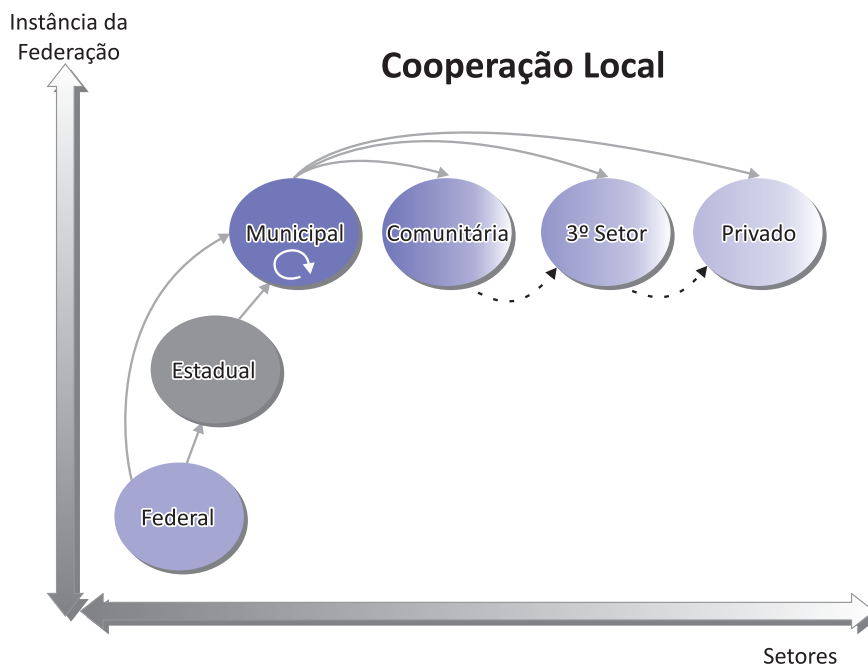 Instância da
Federação
Cooperação Local
Municipal
Comunitária
3º Setor
Privado
Estadual
Federal
Setores